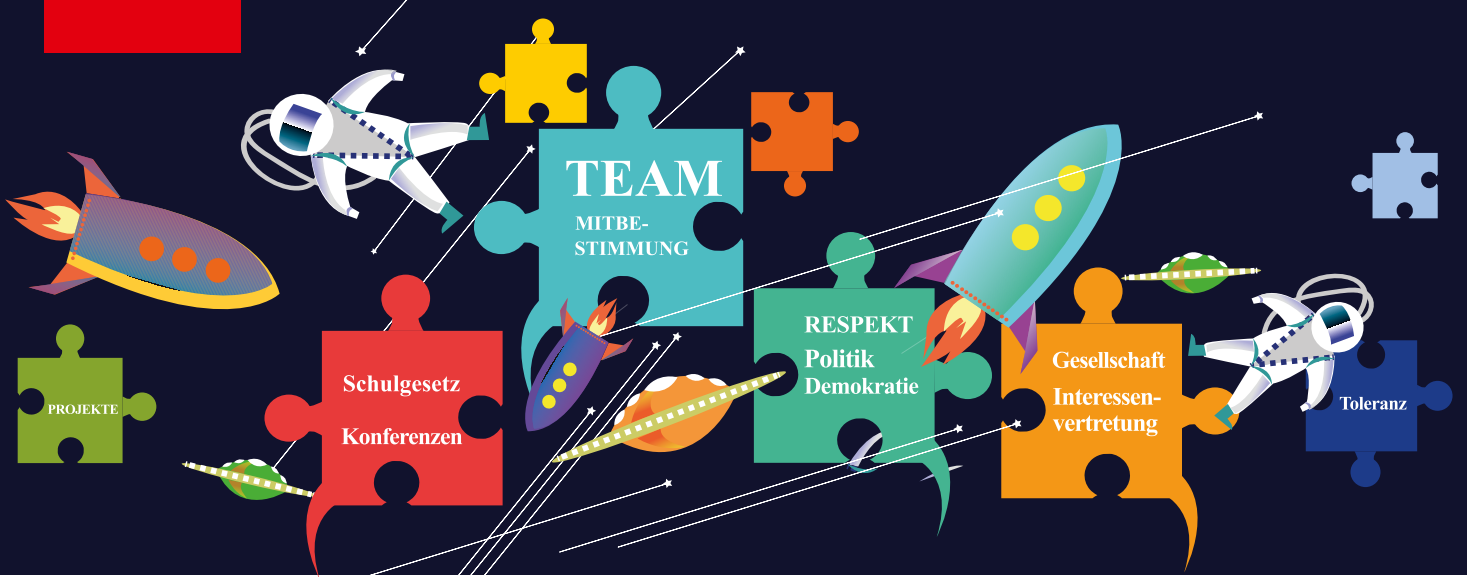 TEAM
MITBE-
STIMMUNG
RESPEKT
Politik
Demokratie
Gesellschaft
Interessen-
vertretung
Schulgesetz
Konferenzen
PROJEKTE
Toleranz